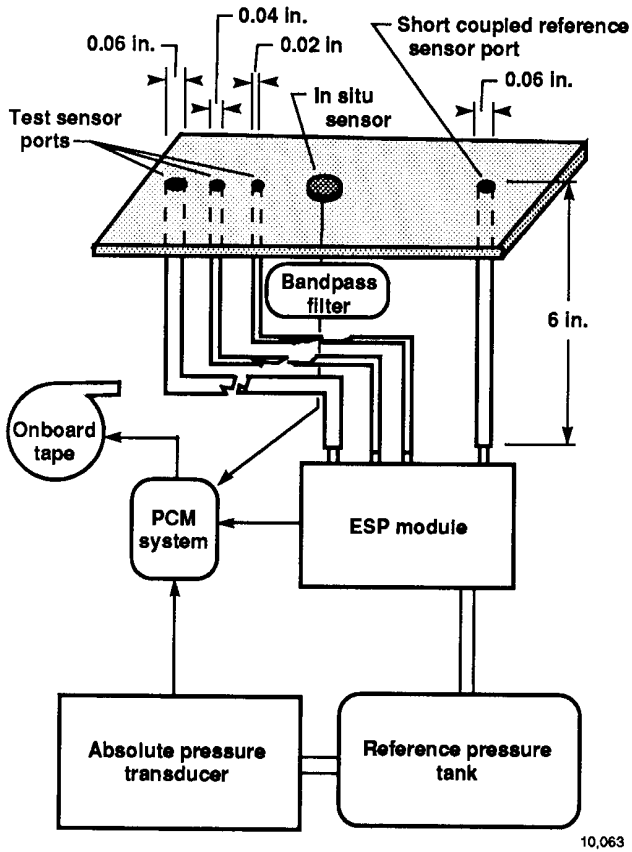 0.04 in.
0.06 in.
0.02 in
Short coupled reference
sensor port
0.06 in.
In situ
sensor
Test sensor
ports
Bandpass
filter
6 in.
Onboard
tape
PCM
system
ESP module
Absolute pressure
transducer
Reference pressure
tank
10,063